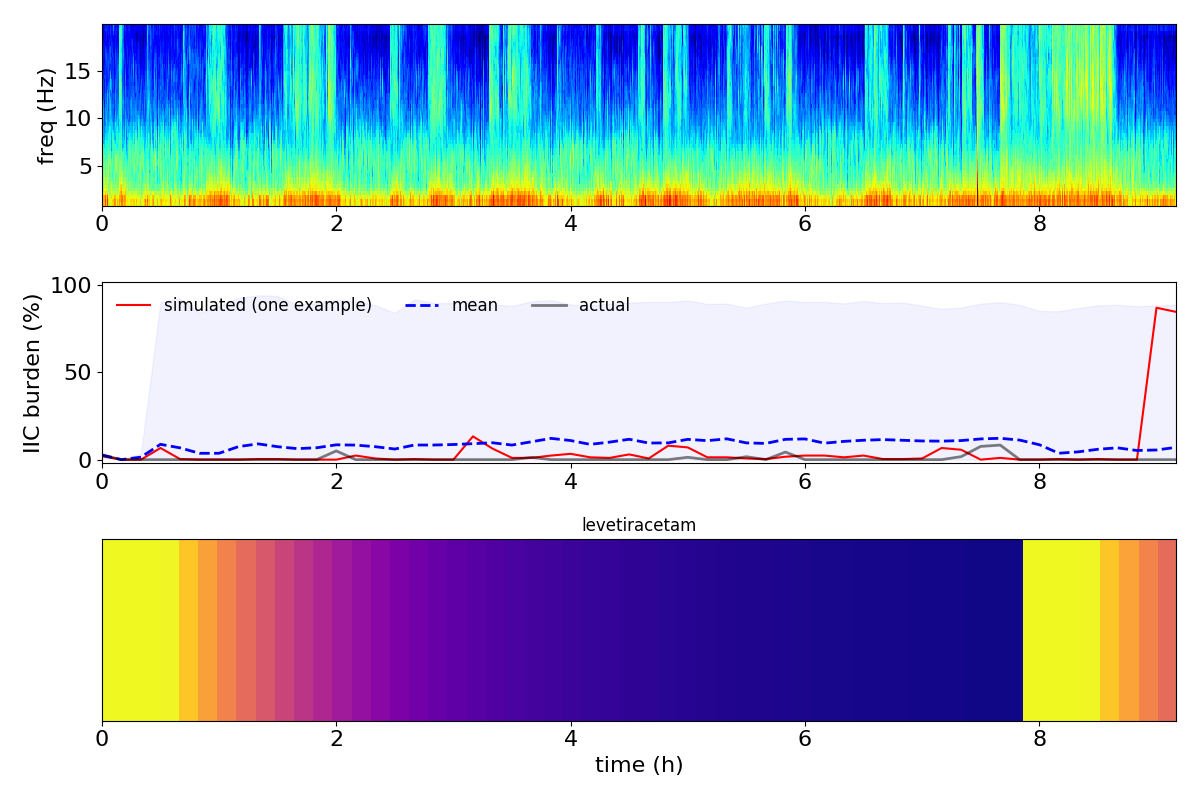 freq (Hz)
15
10
5
0 2 4 6 8
IIC burden (%)
100
50
0
simulated (one example) mean actual
0 2 4 6 8
levetiracetam
0 2 4 6 8
time (h)